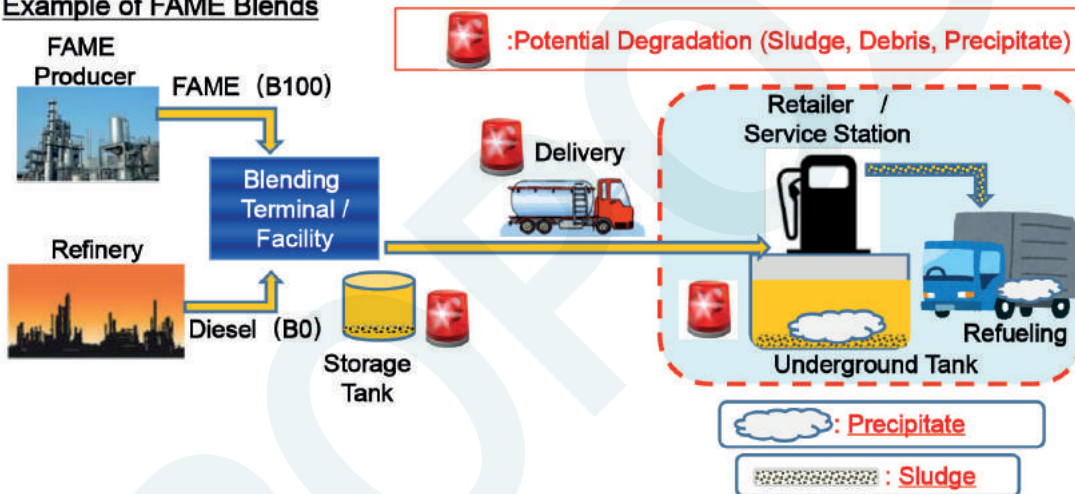 Example of FAME Blends
:Potential Degradation (Sludge, Debris, Precipitate)
FAME
Producer
FAME (B100)
Retailer /
Service Station
Delivery
Blending
Terminal /
Facility
Refinery
Diesel (B0)
Storage
Tank
Refueling
Underground Tank
: Precipitate
: Sludge